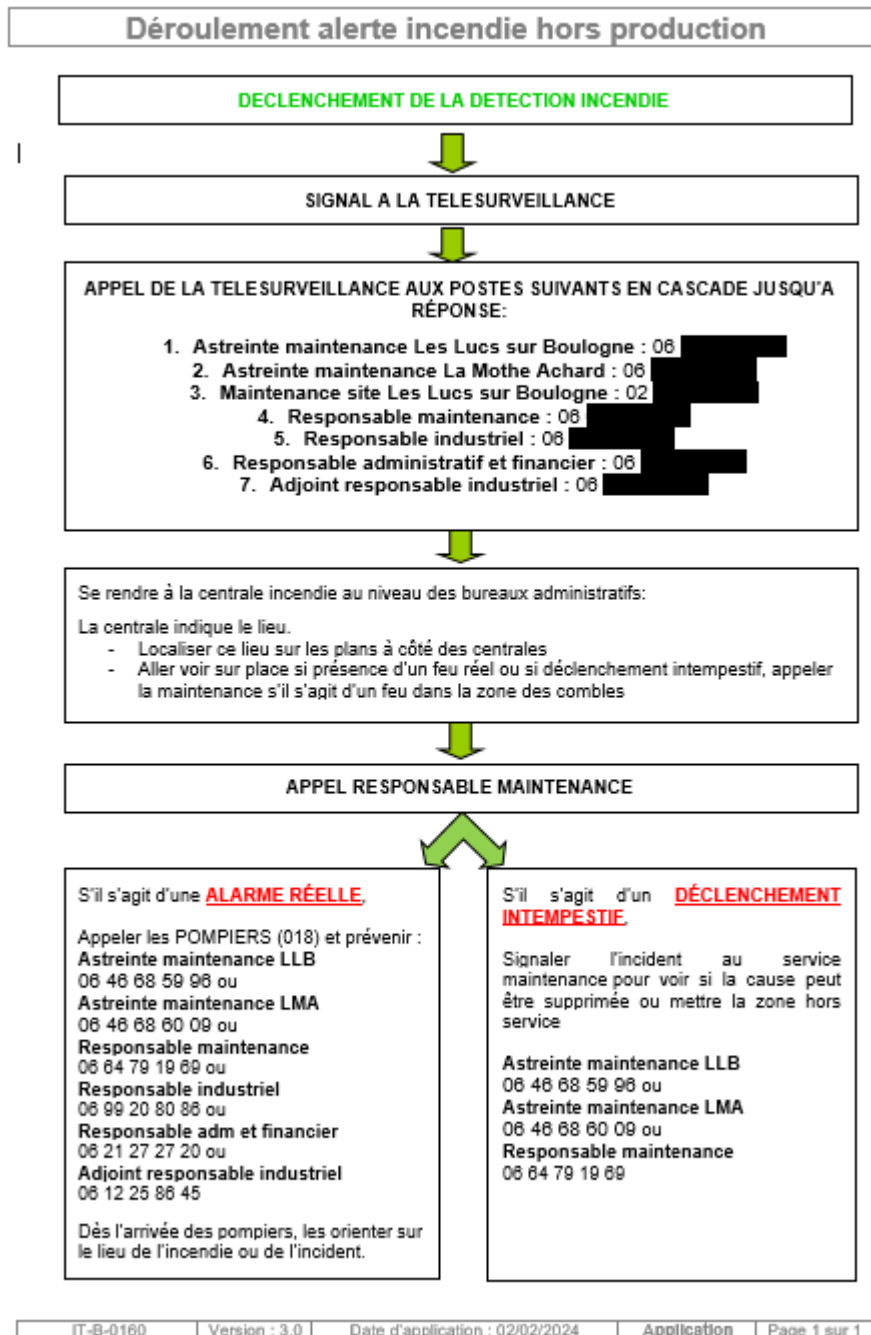 Déroulement alerte incendie hors production
DECLENCHEMENT DE LA DETECTION INCENDIE
SIGNAL A LA TELESURVEILLANCE
APPEL DE LA TELESURVEILLANCE AUX POSTES SUIVANTS EN CASCADE JUSQU'A
RÉPONSE:
1. Astreinte maintenance Les Lucs sur Boulogne : 06
2. Astreinte maintenance La Mothe Achard : 06
3. Maintenance site Les Lucs sur Boulogne : 02
4. Responsable maintenance : 06
5. Responsable industriel : 06
6. Responsable administratif et financier : 06
7. Adjoint responsable industriel : 06
Se rendre à la centrale incendie au niveau des bureaux administratifs:
La centrale indique le lieu.
- Localiser ce lieu sur les plans à côté des centrales
- Aller voir sur place si présence d'un feu réel ou si déclenchement intempestif, appeler
la maintenance s'il s'agit d'un feu dans la zone des combles
APPEL RESPONSABLE MAINTENANCE
S'il s'agit d'une ALARME RÉELLE,
Appeler les POMPIERS (018) et prévenir :
Astreinte maintenance LLB
06 46 68 59 96 ou
Astreinte maintenance LMA
06 46 68 60 09 ou
Responsable maintenance
06 64 79 19 69 ou
Responsable industriel
06 99 20 80 86 ou
Responsable adm et financier
06 21 27 27 20 ou
Adjoint responsable industriel
06 12 25 86 45
Dès l'arrivée des pompiers, les orienter sur
le lieu de l'incendie ou de l'incident.
S'il s'agit d'un DÉCLENCHEMENT
INTEMPESTIF,
Signaler l'incident au service
maintenance pour voir si la cause peut
être supprimée ou mettre la zone hors
service
Astreinte maintenance LLB
06 46 68 59 96 ou
Astreinte maintenance LMA
06 46 68 60 09 ou
Responsable maintenance
06 64 79 19 69
IT-B-0160 Version : 3.0 Date d'application : 02/02/2024 Application Page 1 sur 1